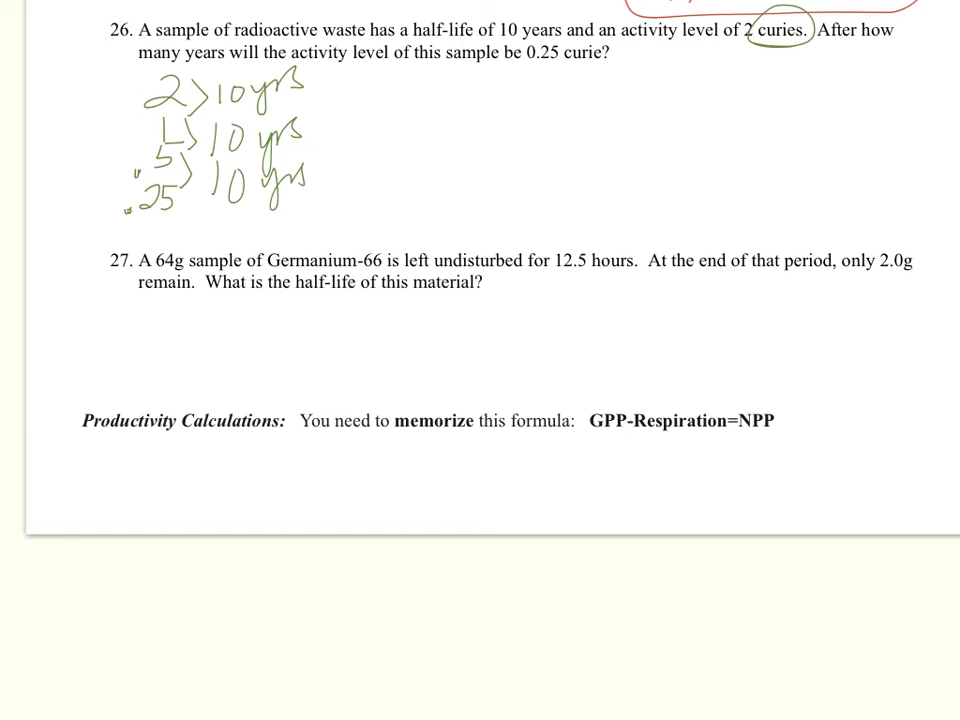 26. A sample of radioactive waste has a half-life of 10 years and an activity level of 2 curies. After how
many years will the activity level of this sample be 0.25 curie?
2 > 10 yrs
1 > 10 yrs
.5 > 10 yrs
.25
27. A 64g sample of Germanium-66 is left undisturbed for 12.5 hours. At the end of that period, only 2.0g
remain. What is the half-life of this material?
Productivity Calculations: You need to memorize this formula: GPP-Respiration=NPP